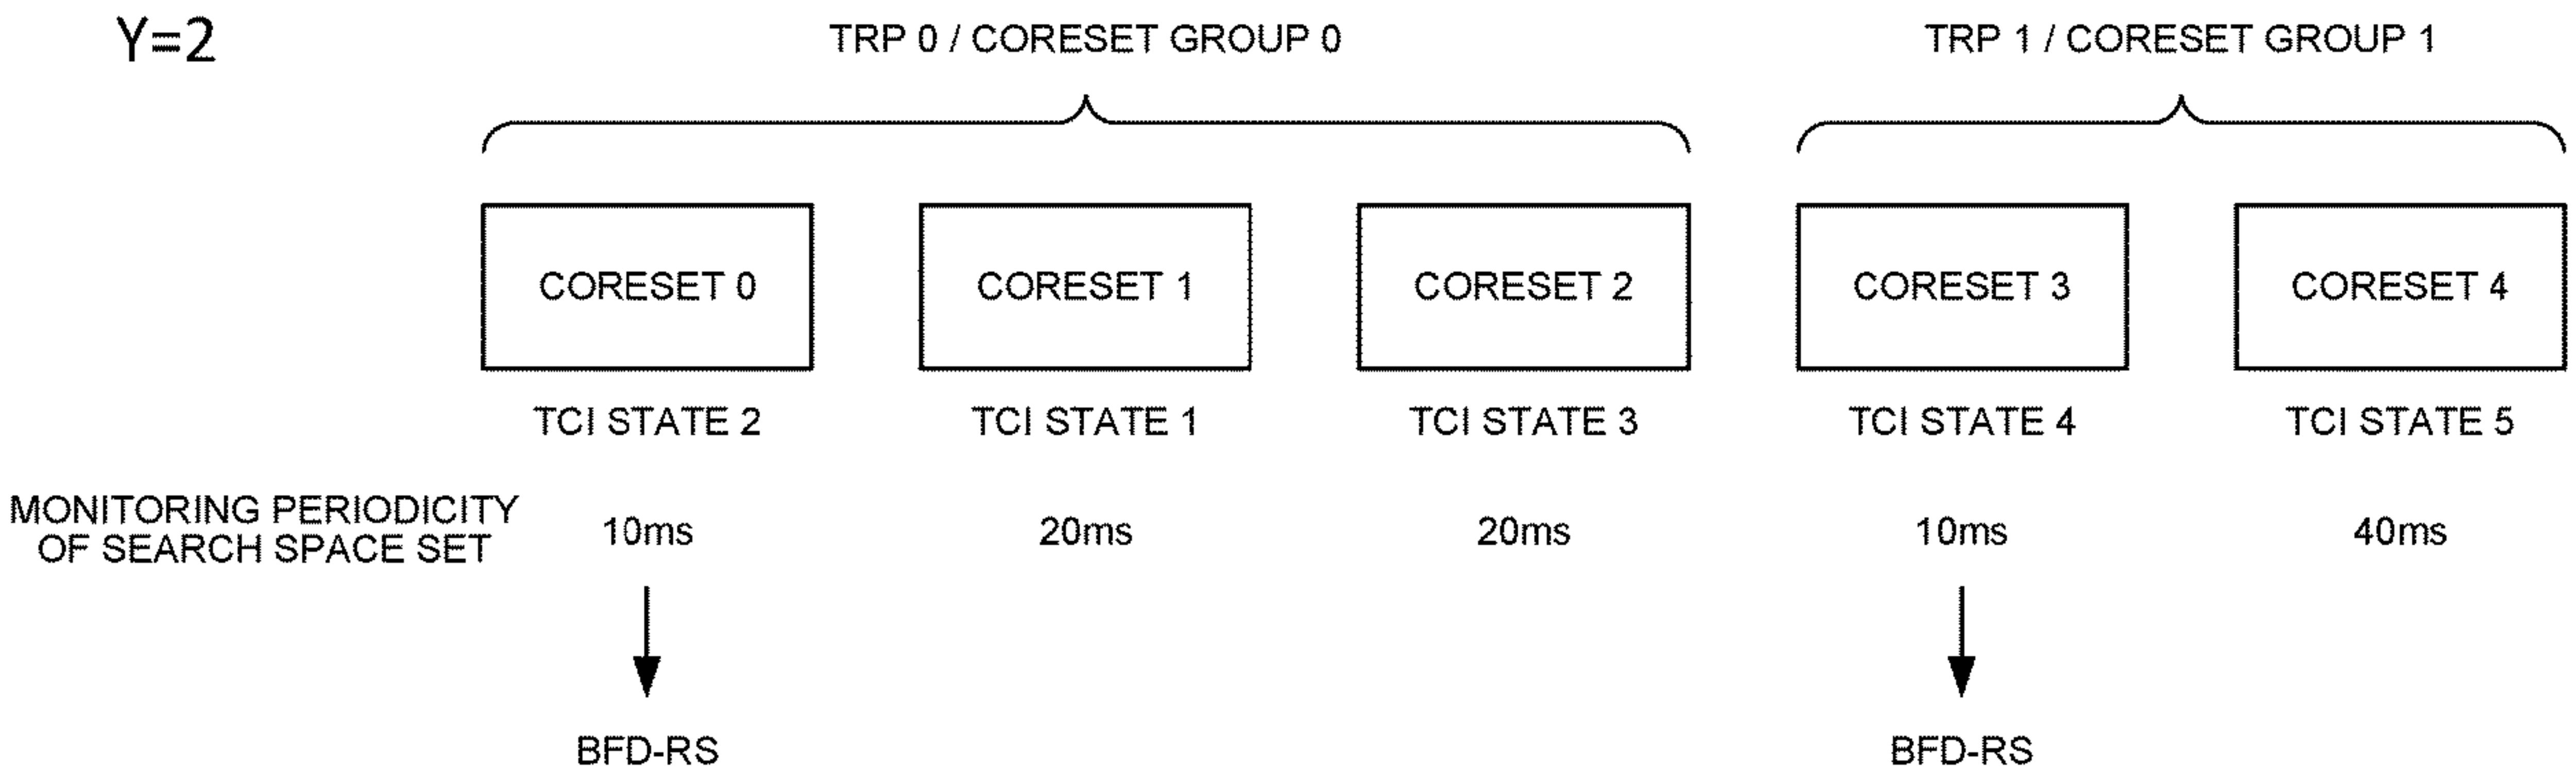 Y=2
TRP 0 / CORESET GROUP 0
TRP 1 / CORESET GROUP 1
CORESET 0
CORESET 1
CORESET 2
CORESET 3
CORESET 4
TCI STATE 2
TCI STATE 1
TCI STATE 3
TCI STATE 4
TCI STATE 5
MONITORING PERIODICITY
OF SEARCH SPACE SET
10ms
20ms
20ms
10ms
40ms
BFD-RS
BFD-RS